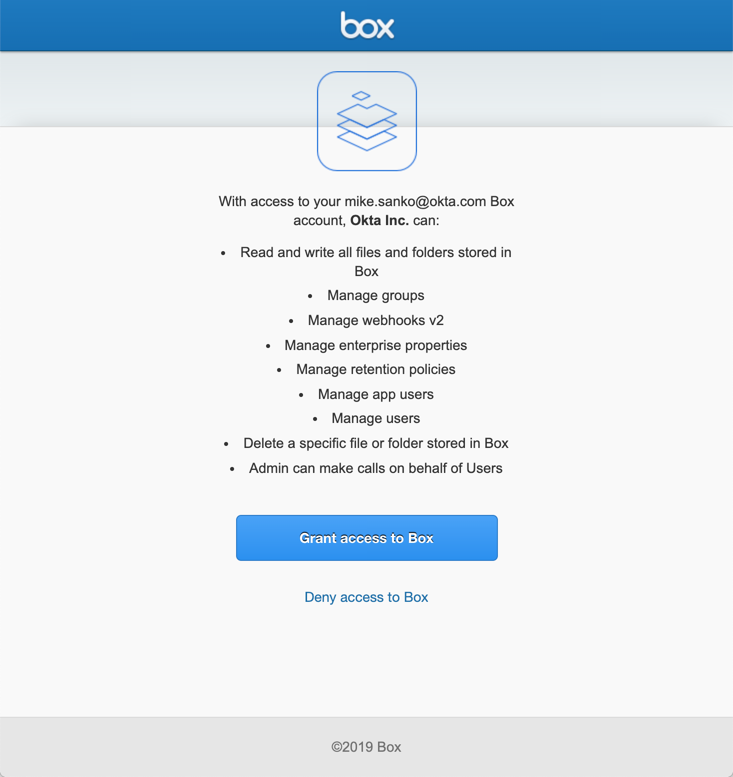 box
With access to your mike.sanko@okta.com Box
account, Okta Inc. can:
• Read and write all files and folders stored in
Box
• Manage groups
• Manage webhooks v2
• Manage enterprise properties
• Manage retention policies
• Manage app users
• Manage users
• Delete a specific file or folder stored in Box
• Admin can make calls on behalf of Users
Grant access to Box
Deny access to Box
©2019 Box